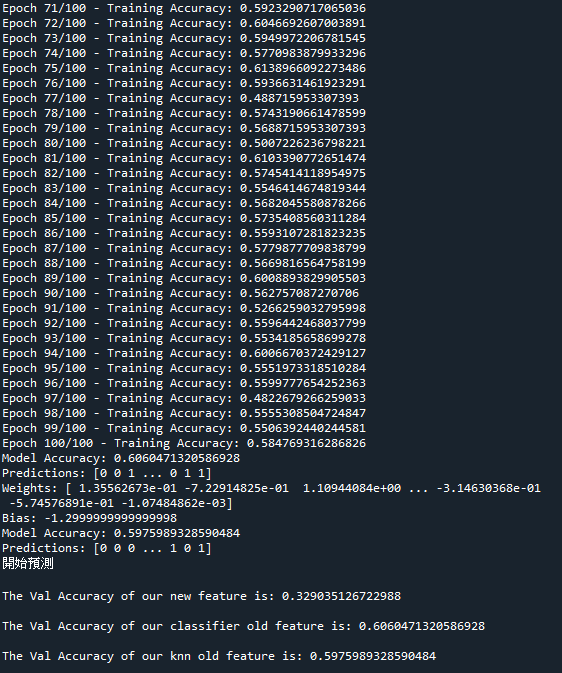 Epoch 71/100 - Training Accuracy: 0.5923290717065036
Epoch 72/100 - Training Accuracy: 0.6046692607003891
Epoch 73/100 - Training Accuracy: 0.5949972206781545
Epoch 74/100 - Training Accuracy: 0.5770983879933296
Epoch 75/100 - Training Accuracy: 0.6138966092273486
Epoch 76/100 - Training Accuracy: 0.5936631461923291
Epoch 77/100 - Training Accuracy: 0.488715953307393
Epoch 78/100 - Training Accuracy: 0.5743190661478599
Epoch 79/100 - Training Accuracy: 0.5688715953307393
Epoch 80/100 - Training Accuracy: 0.5007226236798221
Epoch 81/100 - Training Accuracy: 0.6103390772651474
Epoch 82/100 - Training Accuracy: 0.5745414118954975
Epoch 83/100 - Training Accuracy: 0.5546414674819344
Epoch 84/100 - Training Accuracy: 0.5682045580878266
Epoch 85/100 - Training Accuracy: 0.5735408560311284
Epoch 86/100 - Training Accuracy: 0.5593107281823235
Epoch 87/100 - Training Accuracy: 0.5779877709838799
Epoch 88/100 - Training Accuracy: 0.5669816564758199
Epoch 89/100 - Training Accuracy: 0.6008893829905503
Epoch 90/100 - Training Accuracy: 0.562757087270706
Epoch 91/100 - Training Accuracy: 0.5266259032795998
Epoch 92/100 - Training Accuracy: 0.5596442468037799
Epoch 93/100 - Training Accuracy: 0.5534185658699278
Epoch 94/100 - Training Accuracy: 0.6006670372429127
Epoch 95/100 - Training Accuracy: 0.5551973318510284
Epoch 96/100 - Training Accuracy: 0.5599777654252363
Epoch 97/100 - Training Accuracy: 0.4822679266259033
Epoch 98/100 - Training Accuracy: 0.5555308504724847
Epoch 99/100 - Training Accuracy: 0.5506392440244581
Epoch 100/100 - Training Accuracy: 0.584769316286826
Model Accuracy: 0.6060471320586928
Predictions: [0 0 1 ... 0 1 1]
Weights: [ 1.35562673e-01 -7.22914825e-01  1.10944084e+00 ... -3.14630368e-01
 -5.74576891e-01 -1.07484862e-03]
Bias: -1.2999999999999998
Model Accuracy: 0.5975989328590484
Predictions: [0 0 0 ... 1 0 1]
開始預測
The Val Accuracy of our new feature is: 0.329035126722988
The Val Accuracy of our classifier old feature is: 0.6060471320586928
The Val Accuracy of our knn old feature is: 0.5975989328590484